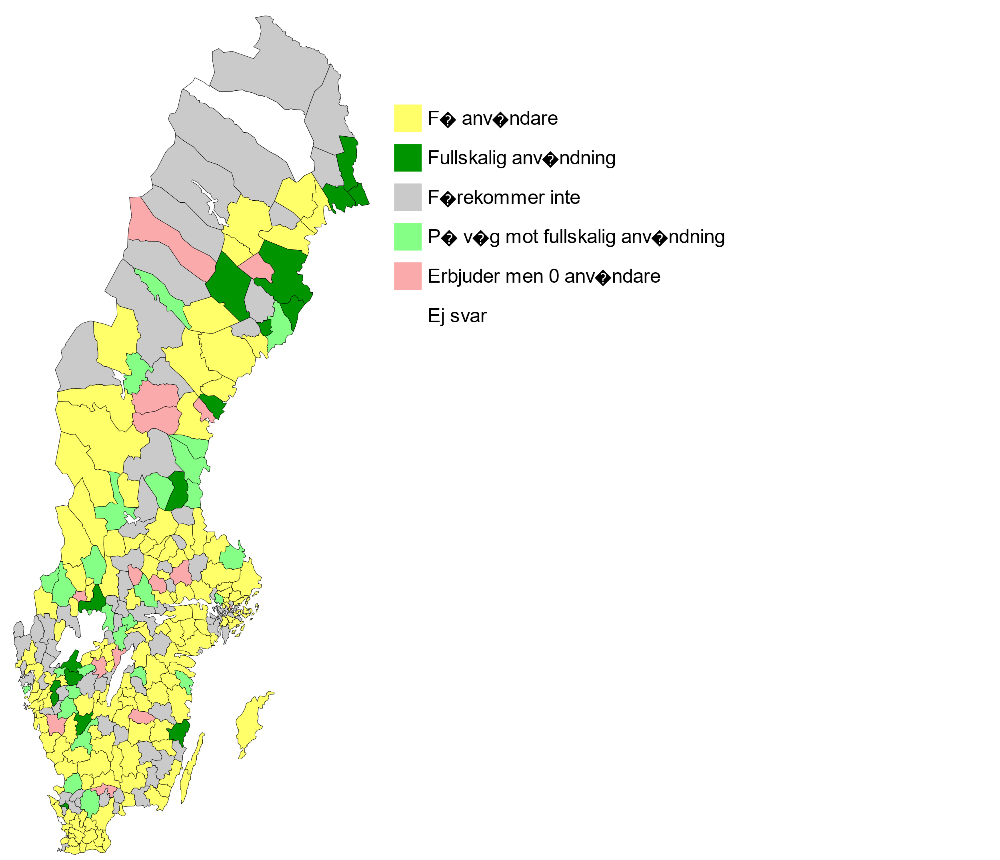 F� anv�ndare
Fullskalig anv�ndning
F�rekommer inte
P� v�g mot fullskalig anv�ndning
Erbjuder men 0 anv�ndare
Ej svar